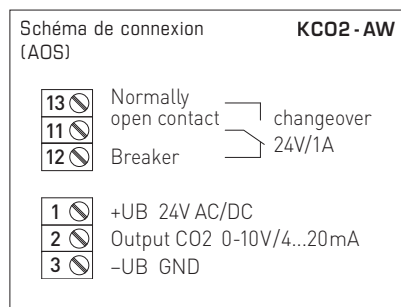 Schéma de connexion KCO2-AW
(AOS)
13 Normally
11 open contact changeover
12 Breaker 24V/1A
1 +UB 24V AC/DC
2 Output CO2 0-10V/4...20mA
3 –UB GND